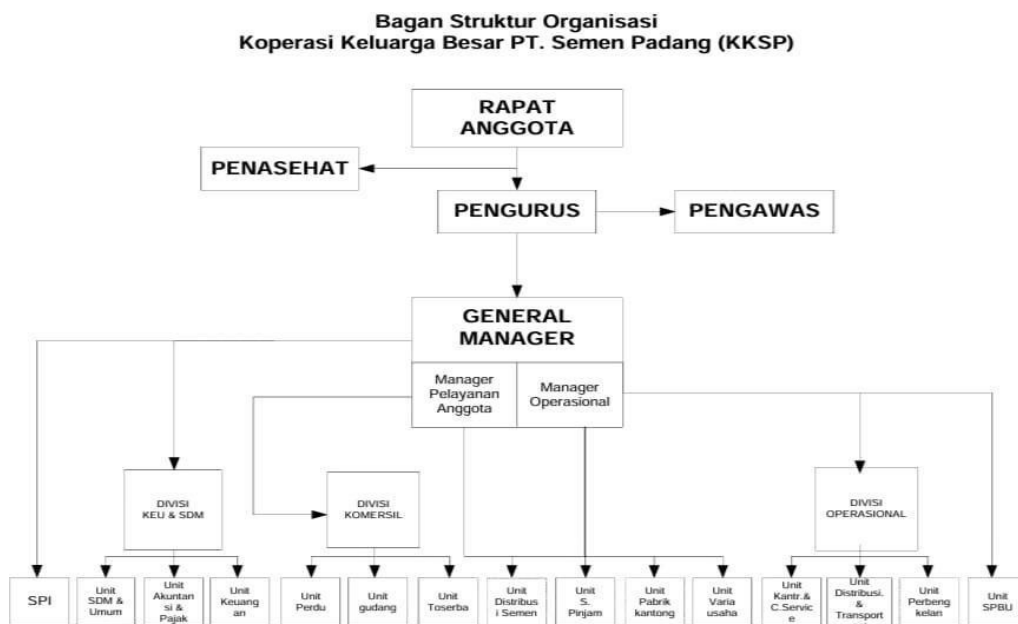 Bagan Struktur Organisasi
Koperasi Keluarga Besar PT. Semen Padang (KKSP)
RAPAT
ANGGOTA
PENASEHAT
PENGURUS
PENGAWAS
GENERAL
MANAGER
Manager
Pelayanan
Anggota
Manager
Operasional
DIVISI
KEU & SDM
DIVISI
KOMERSIL
DIVISI
OPERASIONAL
SPI
Unit
SDM &
Umum
Unit
Akuntan
si &
Pajak
Unit
Keuang
an
Unit
Perdu
Unit
gudang
Unit
Toserba
Unit
Distribus
i Semen
Unit
S.
Pinjam
Unit
Pabrik
kantong
Unit
Varia
usaha
Unit
Kantr.&
C.Servic
e
Unit
Distribusi.
&
Transport
Unit
Perbeng
kelan
Unit
SPBU